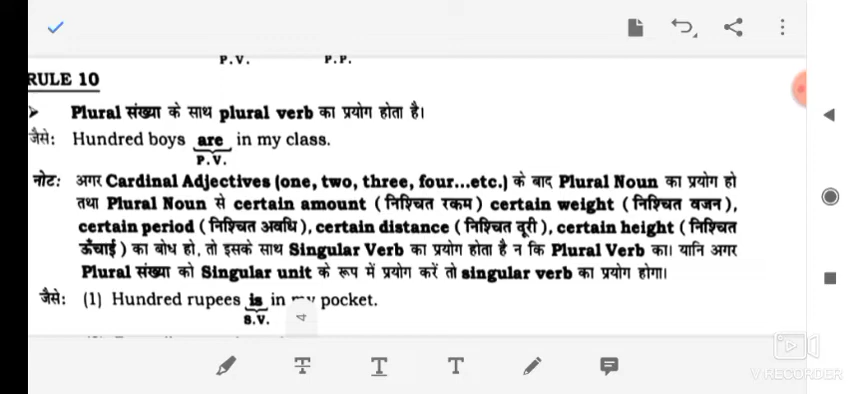 P.V. P.P.
RULE 10
➢ Plural संख्या के साथ plural verb का प्रयोग होता है।
जैसे: Hundred boys are in my class.
P.V.
नोट: अगर Cardinal Adjectives (one, two, three, four...etc.) के बाद Plural Noun का प्रयोग हो
तथा Plural Noun से certain amount (निश्चित रकम) certain weight (निश्चित वजन),
certain period (निश्चित अवधि), certain distance (निश्चित दूरी), certain height (निश्चित
ऊँचाई) का बोध हो, तो इसके साथ Singular Verb का प्रयोग होता है न कि Plural Verb का। यानि अगर
Plural संख्या को Singular unit के रूप में प्रयोग करें तो singular verb का प्रयोग होगा।
जैसे: (1) Hundred rupees is in my pocket.
S.V.
4
V RECORDER